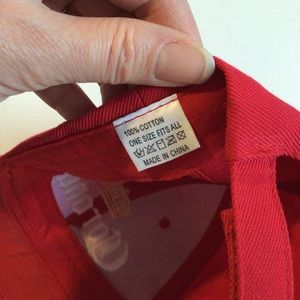 100% COTTON
ONE SIZE FITS ALL
MADE IN CHINA